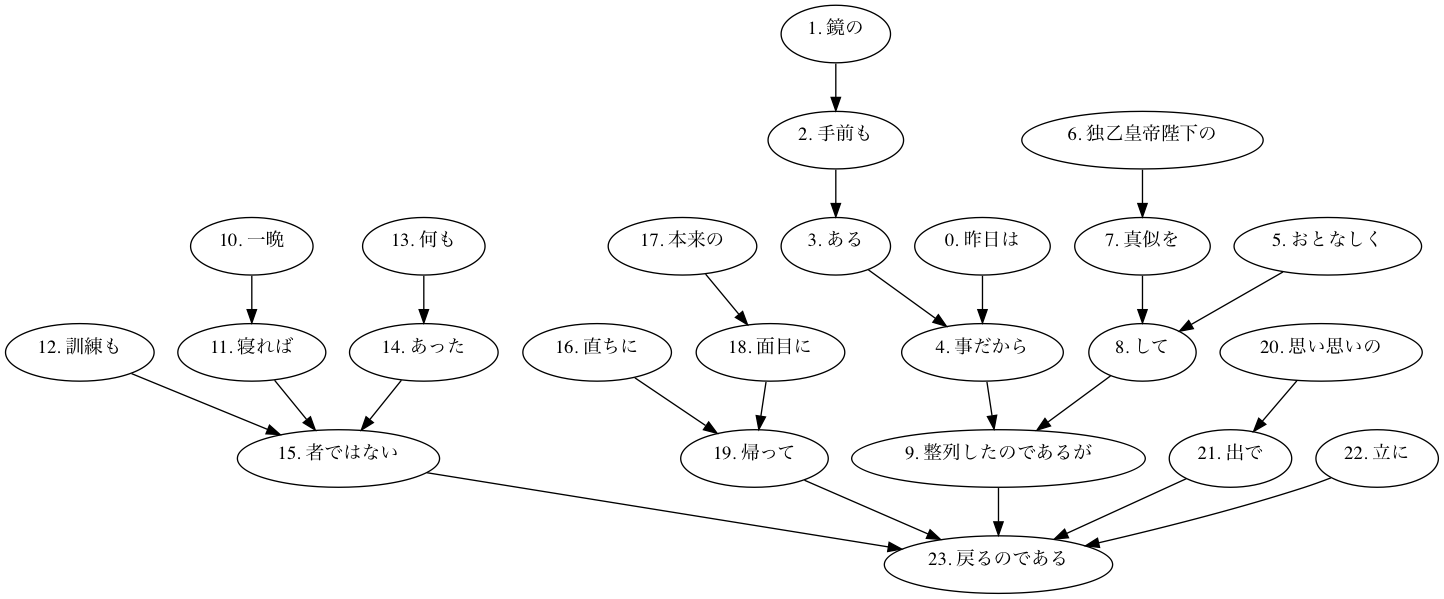 1. 鏡の
2. 手前も
6. 独乙皇帝陛下の
10. 一晩
13. 何も
17. 本来の
3. ある
0. 昨日は
7. 真似を
5. おとなしく
12. 訓練も
11. 寝れば
14. あった
16. 直ちに
18. 面目に
4. 事だから
8. して
20. 思い思いの
15. 者ではない
19. 帰って
9. 整列したのであるが
21. 出で
22. 立に
23. 戻るのである